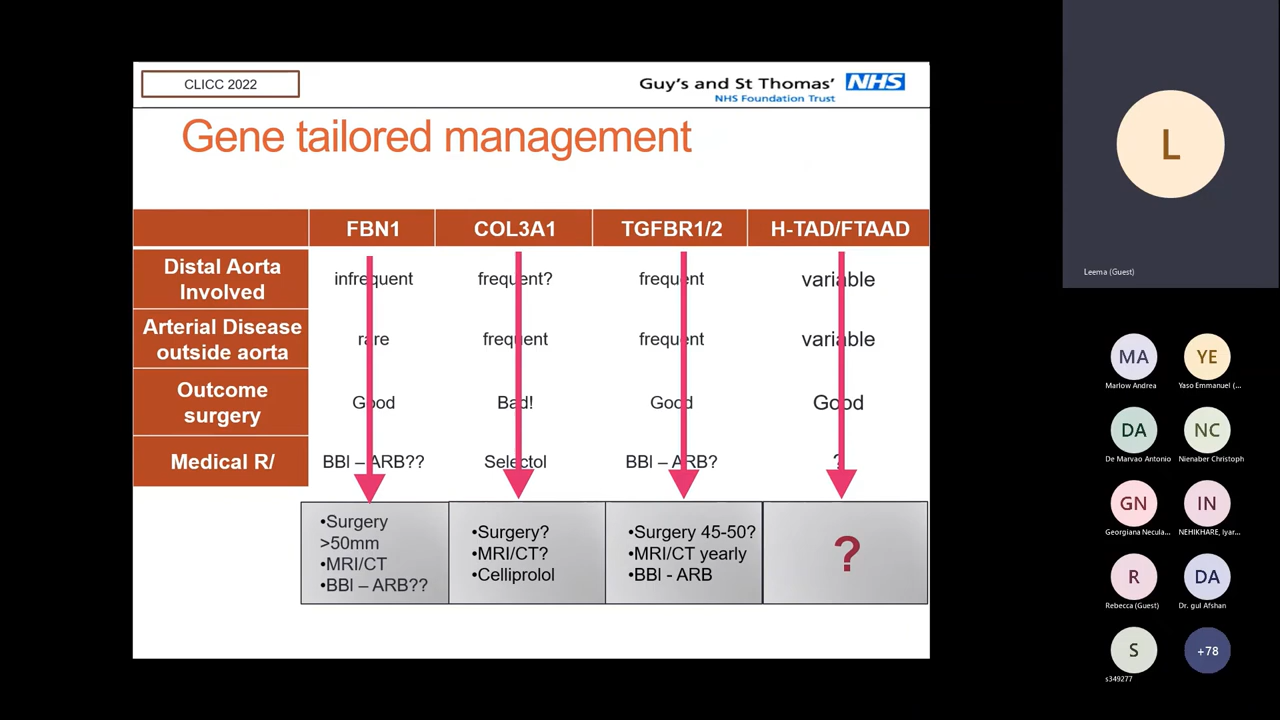 CLICC 2022
Guy's and St Thomas' NHS
NHS Foundation Trust
Gene tailored management
FBN1 COL3A1 TGFBR1/2 H-TAD/FTAAD
Distal Aorta
Involved
infrequent frequent? frequent variable
Arterial Disease
outside aorta
rare frequent frequent variable
Outcome
surgery
Good Bad! Good Good
Medical R/
BBl – ARB?? Selectol BBl – ARB? ?
•Surgery
>50mm
•MRI/CT
•BBl – ARB??
•Surgery?
•MRI/CT?
•Celliprolol
•Surgery 45-50?
•MRI/CT yearly
•BBl - ARB
?
L
Leema (Guest)
MA YE
Marlow Andrea Yaso Emmanuel (...
DA NC
De Marvao Antonio Nienaber Christoph
GN IN
Georgiana Necula... NEHIKHARE, Iyar...
R DA
Rebecca (Guest) Dr. gul Afshan
S +78
s349277